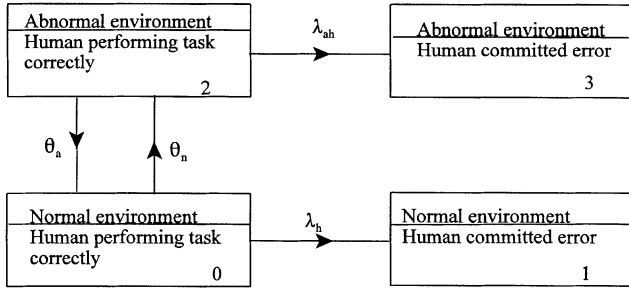 Abnormal environment
Human performing task
correctly
2
λah
Abnormal environment
Human committed error
3
θa
θn
Normal environment
Human performing task
correctly
0
λh
Normal environment
Human committed error
1